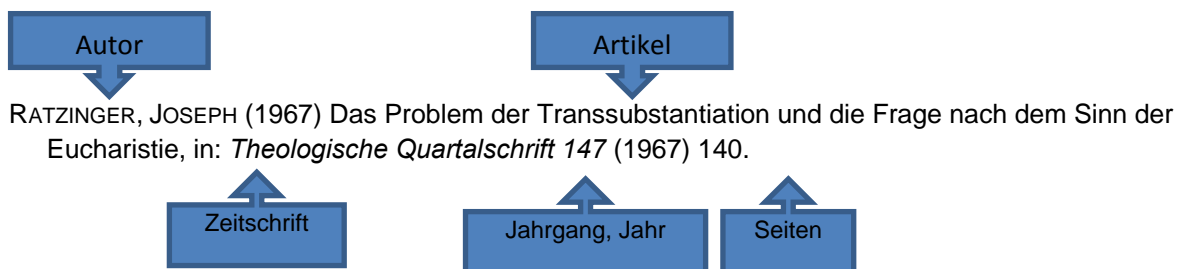 Autor Artikel
RATZINGER, JOSEPH (1967) Das Problem der Transsubstantiation und die Frage nach dem Sinn der
Eucharistie, in: Theologische Quartalschrift 147 (1967) 140.
Zeitschrift Jahrgang, Jahr Seiten